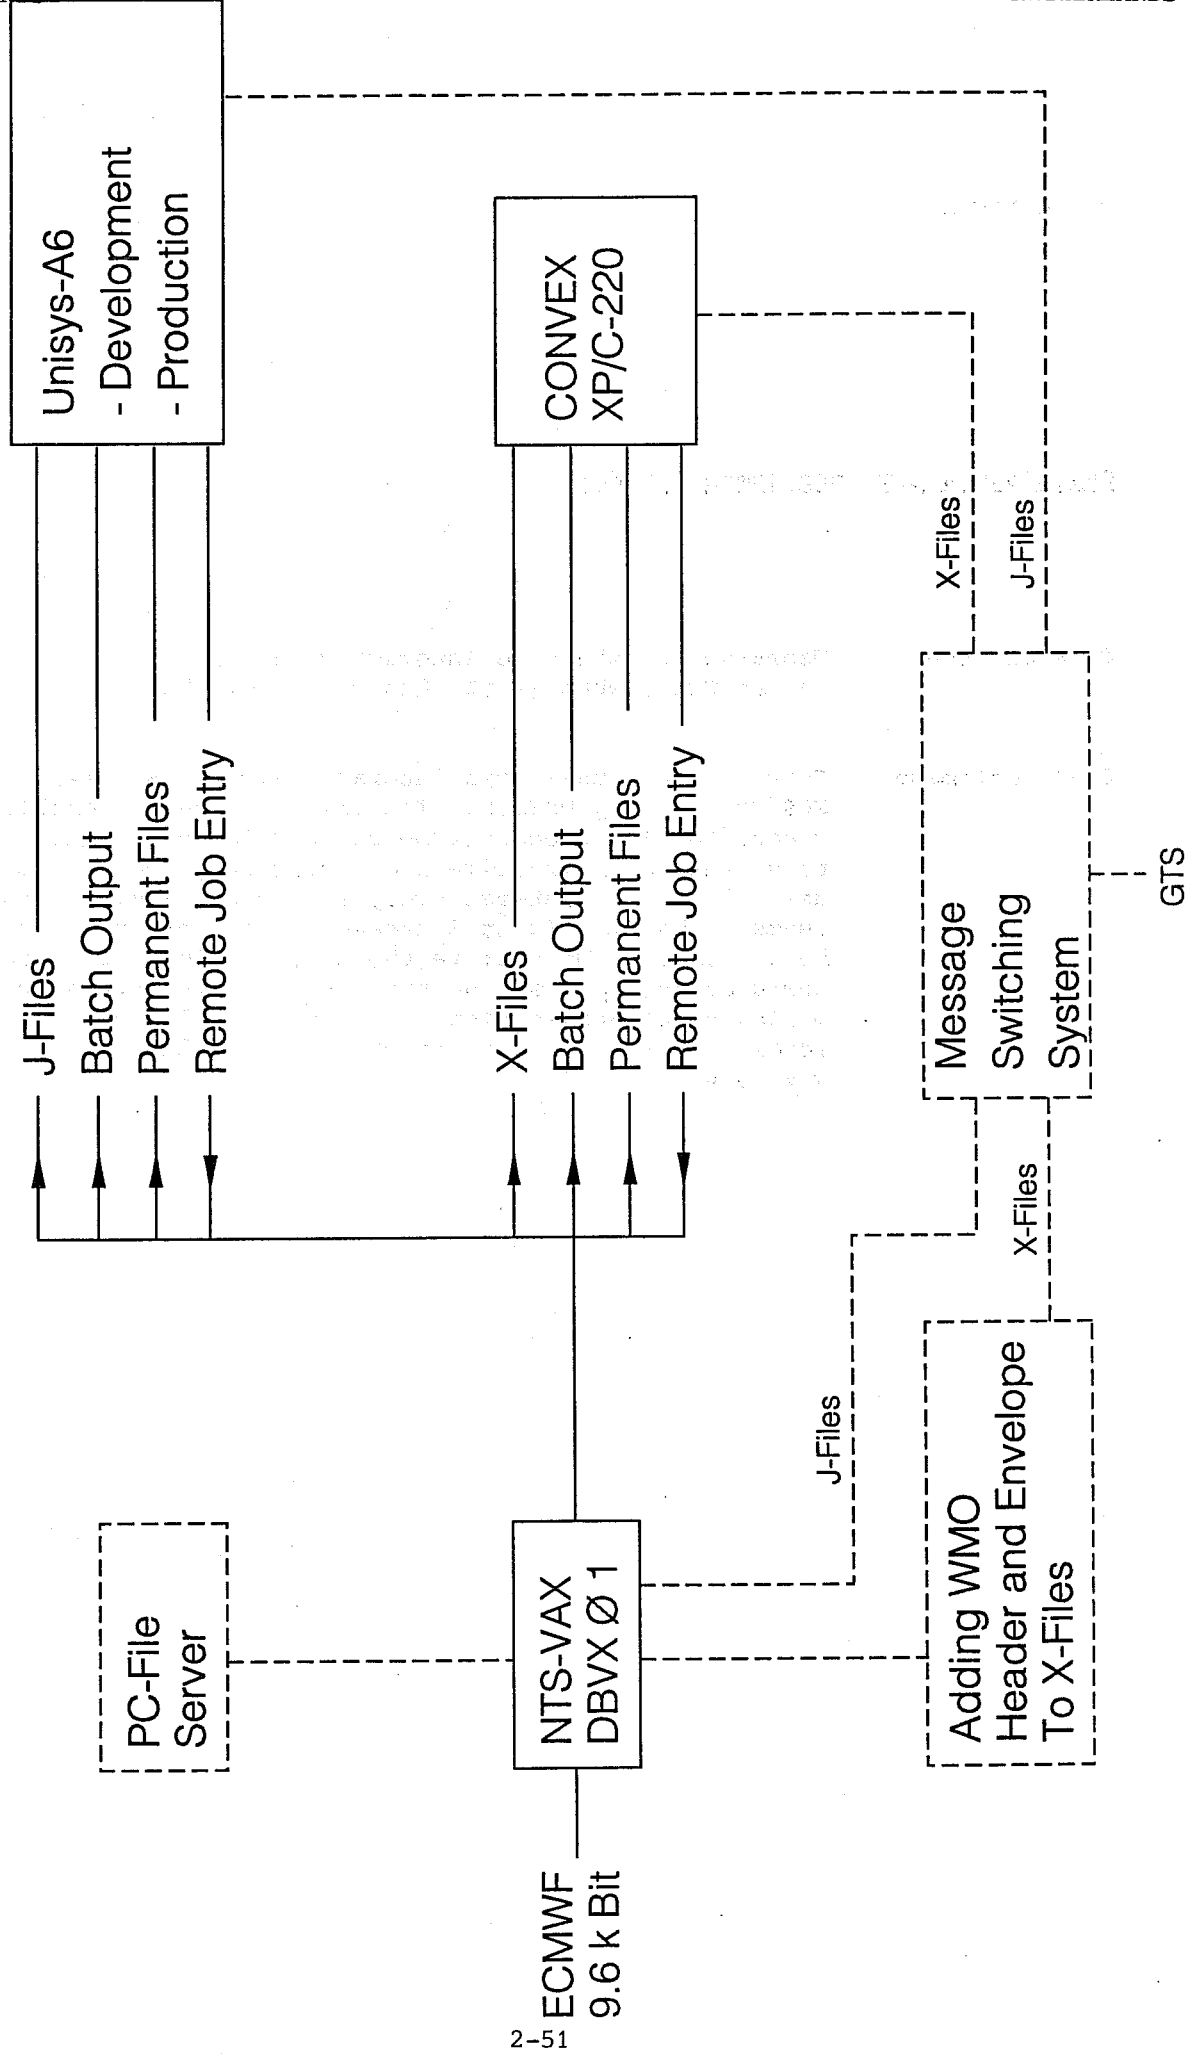 Unisys-A6
- Development
- Production
J-Files
Batch Output
Permanent Files
Remote Job Entry
CONVEX
XP/C-220
X-Files
Batch Output
Permanent Files
Remote Job Entry
PC-File
Server
NTS-VAX
DBVX Ø 1
ECMWF
9.6 k Bit
J-Files
Adding WMO
Header and Envelope
To X-Files
X-Files
Message
Switching
System
X-Files
J-Files
GTS
2-51